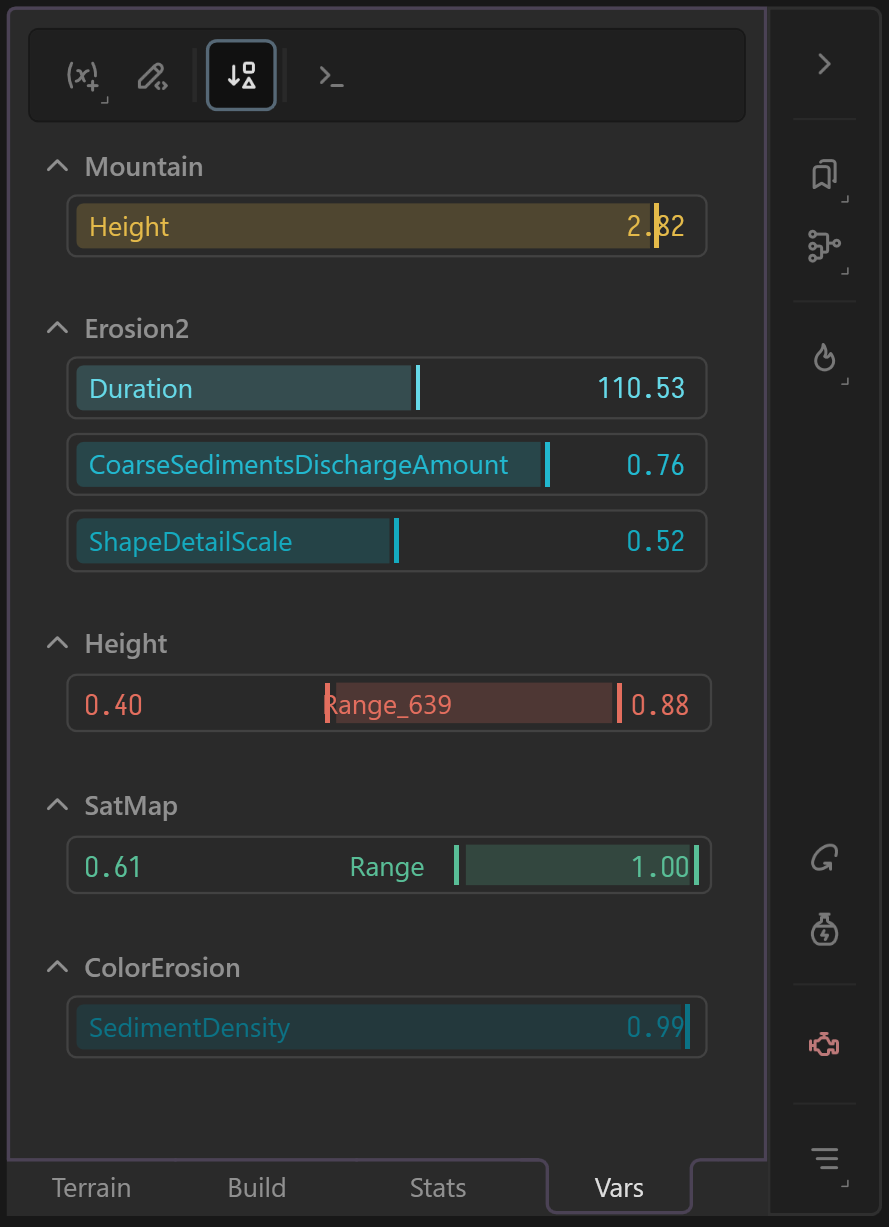 Mountain
Height 2.82
Erosion2
Duration 110.53
CoarseSedimentsDischargeAmount 0.76
ShapeDetailScale 0.52
Height
0.40 Range_639 0.88
SatMap
0.61 Range 1.00
ColorErosion
SedimentDensity 0.99
Terrain Build Stats Vars